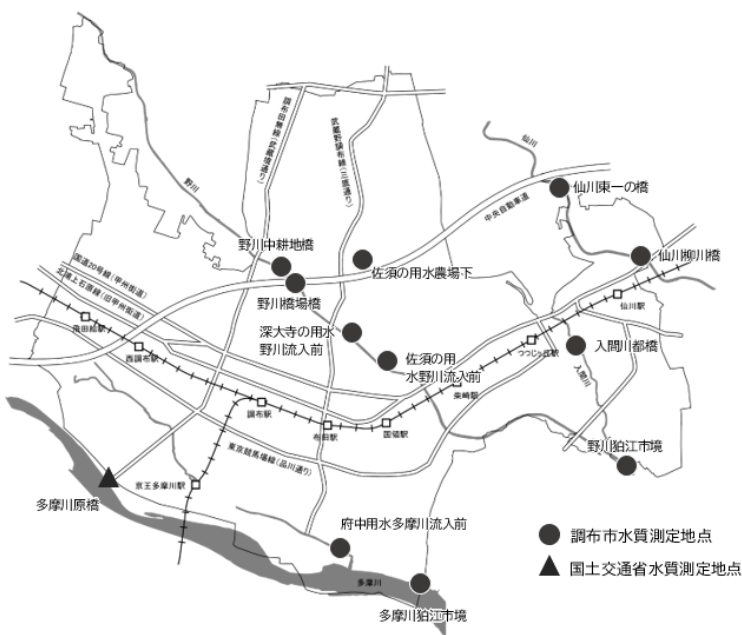 調布田無線(武蔵境通り)
武蔵野調布線(三鷹通り)
仙川
野川
中央自動車道
仙川東一の橋
野川中耕地橋
佐須の用水農場下
仙川柳川橋
国道20号線(甲州街道)
北浦上石原線(旧甲州街道)
野川橋場橋
仙川駅
飛田給駅
深大寺の用水
野川流入前
西調布駅
つつじヶ丘駅
入間川都橋
佐須の用
水野川流入前
入間川
柴崎駅
調布駅
布田駅
国領駅
野川狛江市境
東京競馬場線(品川通り)
京王多摩川駅
多摩川原橋
府中用水多摩川流入前
調布市水質測定地点
国土交通省水質測定地点
多摩川
多摩川狛江市境